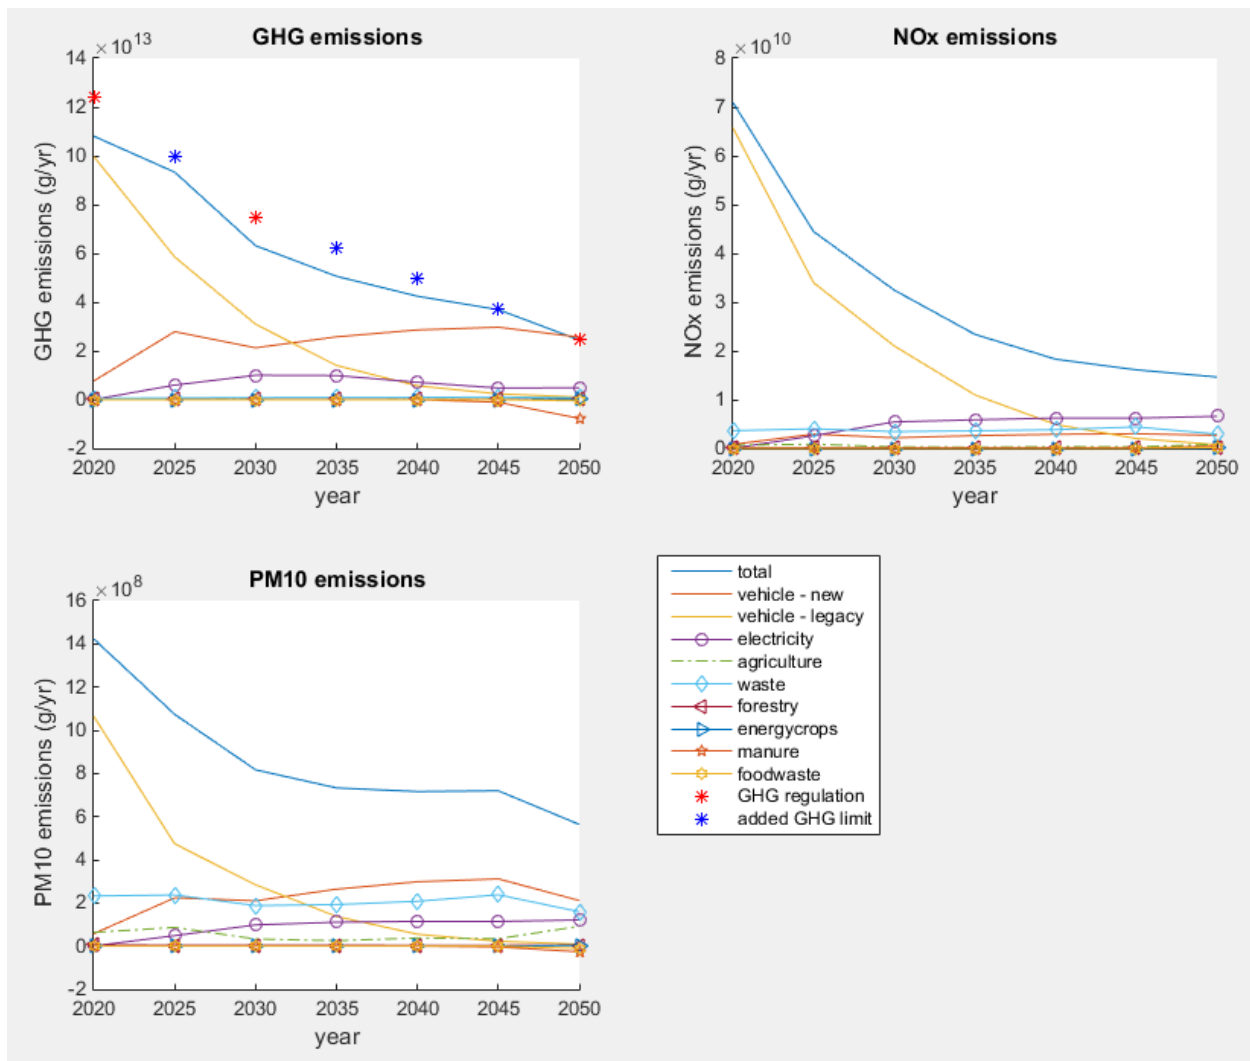 GHG emissions
×10^13
14
12
10
8
6
4
2
0
-2
2020 2025 2030 2035 2040 2045 2050
year
GHG emissions (g/yr)
NOx emissions
×10^10
8
7
6
5
4
3
2
1
0
2020 2025 2030 2035 2040 2045 2050
year
NOx emissions (g/yr)
PM10 emissions
×10^8
16
14
12
10
8
6
4
2
0
-2
2020 2025 2030 2035 2040 2045 2050
year
PM10 emissions (g/yr)
total
vehicle - new
vehicle - legacy
electricity
agriculture
waste
forestry
energycrops
manure
foodwaste
GHG regulation
added GHG limit